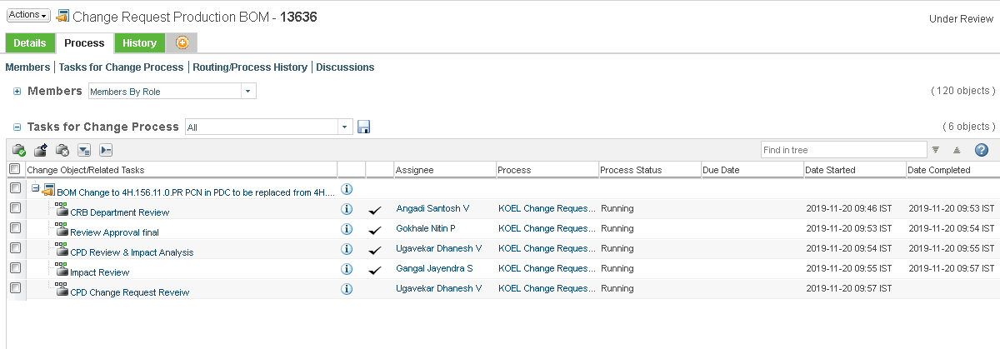 Actions
Change Request Production BOM - 13636
Under Review
Details Process History
Members Tasks for Change Process Routing/Process History Discussions
Members Members By Role ( 120 objects )
Tasks for Change Process All ( 6 objects )
Find in tree
Change Object/Related Tasks Assignee Process Process Status Due Date Date Started Date Completed
BOM Change to 4H.156.11.0.PR PCN in PDC to be replaced from 4H....
CRB Department Review Angadi Santosh V KOEL Change Reques... Running 2019-11-20 09:46 IST 2019-11-20 09:53 IST
Review Approval final Gokhale Nitin P KOEL Change Reques... Running 2019-11-20 09:53 IST 2019-11-20 09:54 IST
CPD Review & Impact Analysis Ugavekar Dhanesh V KOEL Change Reques... Running 2019-11-20 09:54 IST 2019-11-20 09:55 IST
Impact Review Gangal Jayendra S KOEL Change Reques... Running 2019-11-20 09:55 IST 2019-11-20 09:57 IST
CPD Change Request Reveiw Ugavekar Dhanesh V KOEL Change Reques... Running 2019-11-20 09:57 IST